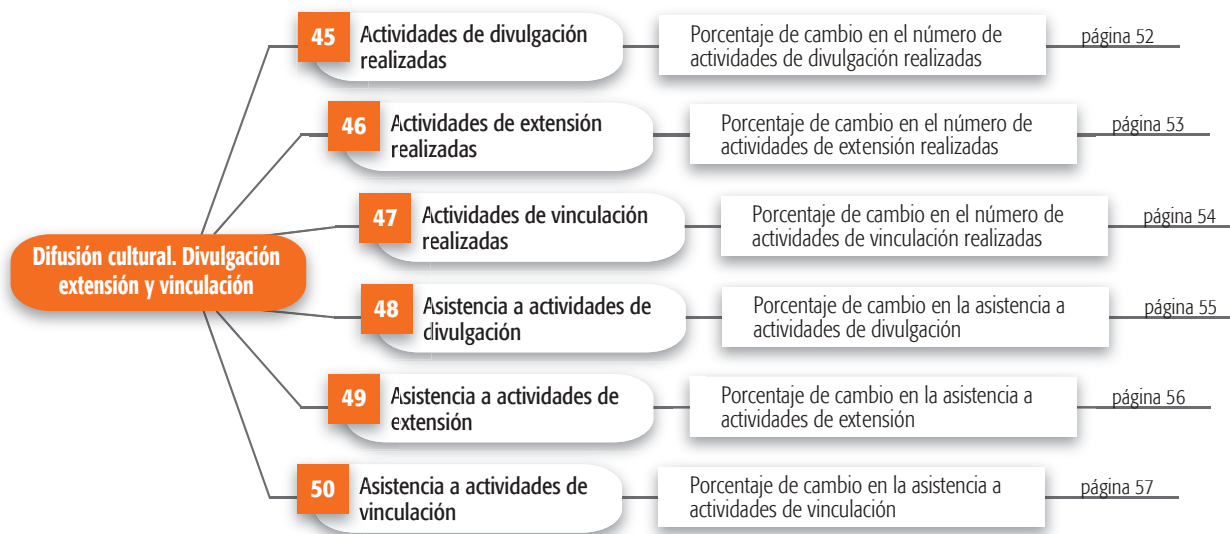 45
Actividades de divulgación
realizadas
Porcentaje de cambio en el número de
actividades de divulgación realizadas
página 52
46
Actividades de extensión
realizadas
Porcentaje de cambio en el número de
actividades de extensión realizadas
página 53
47
Actividades de vinculación
realizadas
Porcentaje de cambio en el número de
actividades de vinculación realizadas
página 54
Difusión cultural. Divulgación
extensión y vinculación
48
Asistencia a actividades de
divulgación
Porcentaje de cambio en la asistencia a
actividades de divulgación
página 55
49
Asistencia a actividades de
extensión
Porcentaje de cambio en la asistencia a
actividades de extensión
página 56
50
Asistencia a actividades de
vinculación
Porcentaje de cambio en la asistencia a
actividades de vinculación
página 57